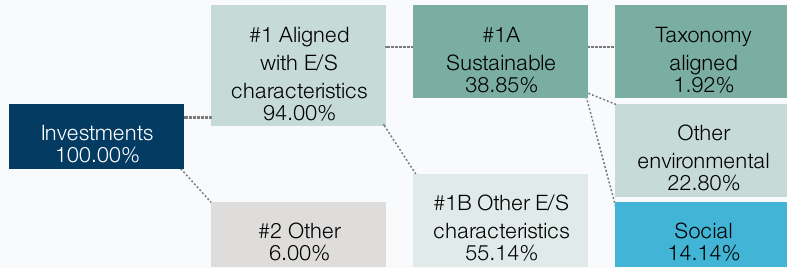 Investments
100.00%
#1 Aligned
with E/S
characteristics
94.00%
#2 Other
6.00%
#1A
Sustainable
38.85%
#1B Other E/S
characteristics
55.14%
Taxonomy
aligned
1.92%
Other
environmental
22.80%
Social
14.14%